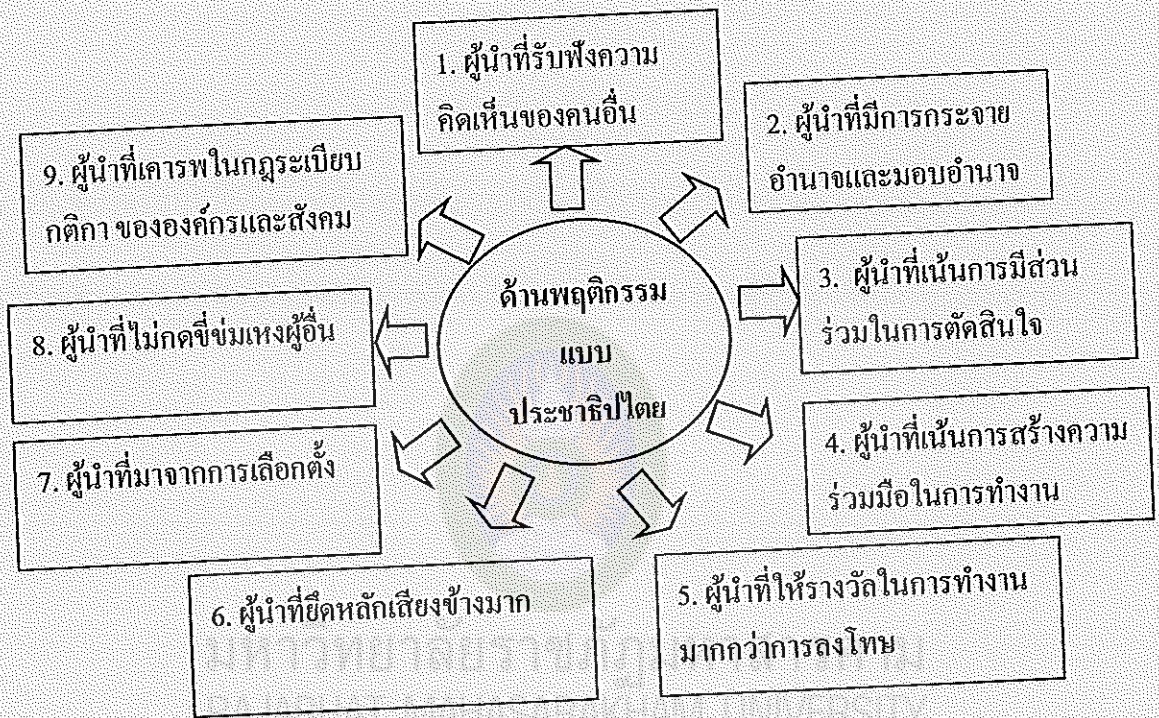 1. ผู้นำที่รับฟังความ
คิดเห็นของคนอื่น
2. ผู้นำที่มีการกระจาย
อำนาจและมอบอำนาจ
9. ผู้นำที่เคารพในกฎระเบียบ
กติกา ขององค์กรและสังคม
3. ผู้นำที่เน้นการมีส่วน
ร่วมในการตัดสินใจ
ด้านพฤติกรรม
แบบ
ประชาธิปไตย
8. ผู้นำที่ไม่กดขี่ข่มเหงผู้อื่น
4. ผู้นำที่เน้นการสร้างความ
ร่วมมือในการทำงาน
7. ผู้นำที่มาจากการเลือกตั้ง
5. ผู้นำที่ให้รางวัลในการทำงาน
มากกว่าการลงโทษ
6. ผู้นำที่ยึดหลักเสียงข้างมาก